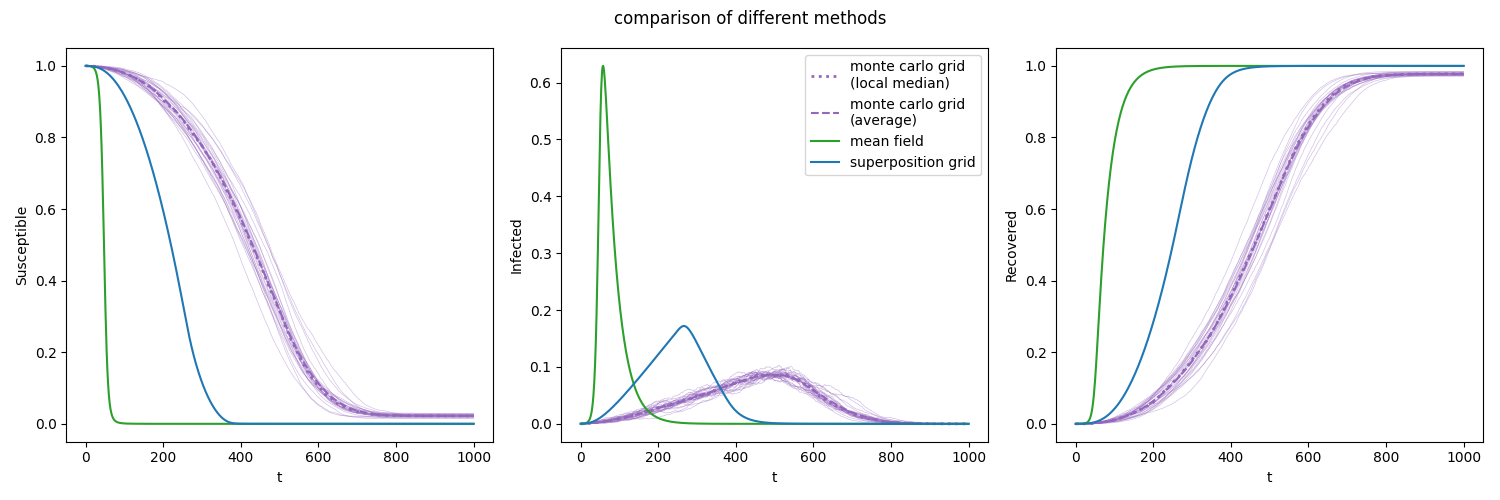 comparison of different methods
Susceptible
1.0
0.8
0.6
0.4
0.2
0.0
0 200 400 600 800 1000
t
Infected
0.6
0.5
0.4
0.3
0.2
0.1
0.0
0 200 400 600 800 1000
t
monte carlo grid
(local median)
monte carlo grid
(average)
mean field
superposition grid
Recovered
1.0
0.8
0.6
0.4
0.2
0.0
0 200 400 600 800 1000
t